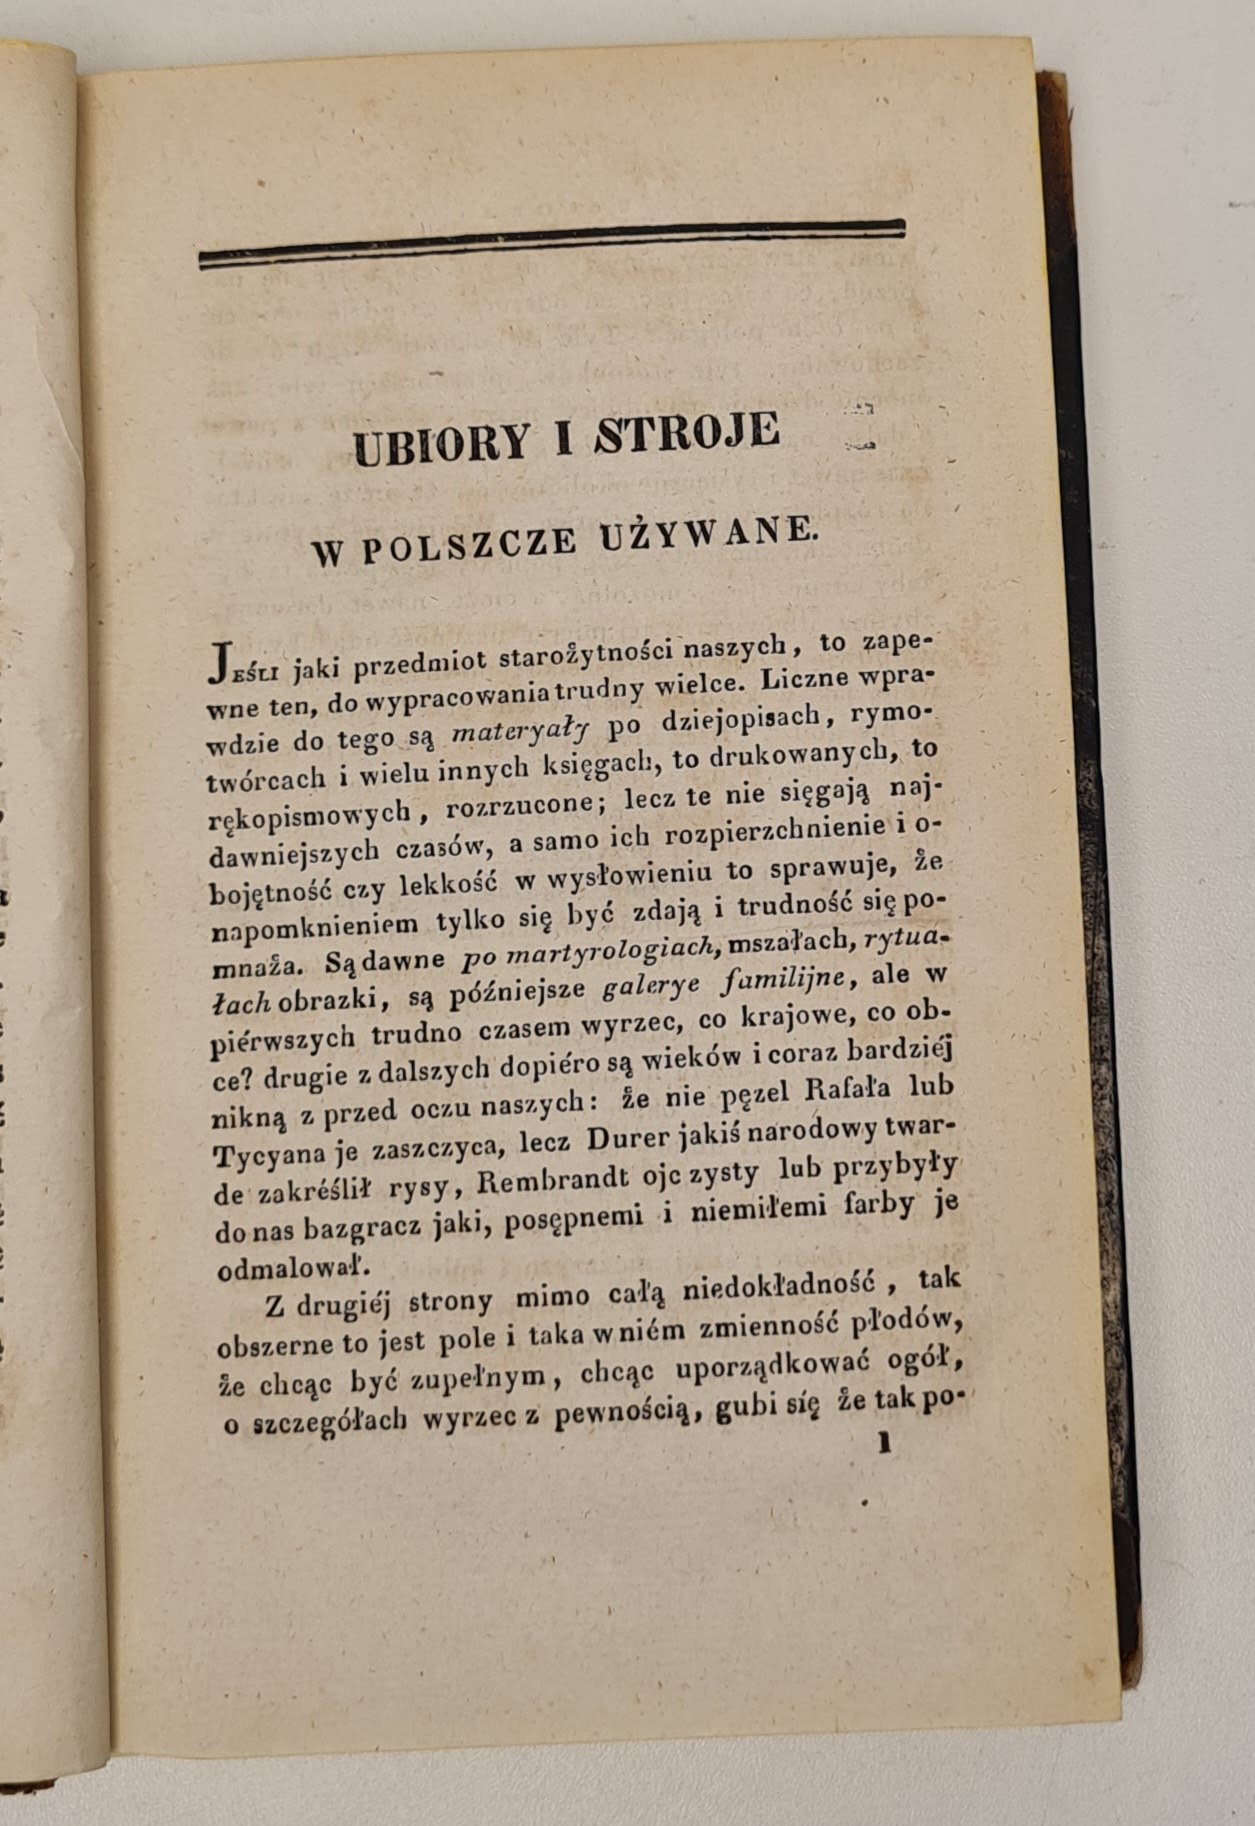 UBIORY I STROJE
W POLSZCZE UŻYWANE.
Jeśli jaki przedmiot starożytności naszych, to zape-
wne ten, do wypracowania trudny wielce. Liczne wpra-
wdzie do tego są materyały po dziejopisach, rymo-
twórcach i wielu innych księgach, to drukowanych, to
rękopismowych, rozrzucone; lecz te nie sięgają naj-
dawniejszych czasów, a samo ich rozpierzchnienie i o-
bojętność czy lekkość w wysłowieniu to sprawuje, że
napomknieniem tylko się być zdają i trudność się po-
mnaża. Są dawne po martyrologiach, mszałach, rytua-
łach obrazki, są późniejsze galerye familijne, ale w
piérwszych trudno czasem wyrzec, co krajowe, co ob-
ce? drugie z dalszych dopiéro są wieków i coraz bardziéj
nikną z przed oczu naszych: że nie pęzel Rafała lub
Tycyana je zaszczyca, lecz Durer jakiś narodowy twar-
de zakréślił rysy, Rembrandt ojczysty lub przybyły
do nas bazgracz jaki, posępnemi i niemiłemi farby je
odmalował.
Z drugiéj strony mimo całą niedokładność, tak
obszerne to jest pole i taka w niém zmienność płodów,
że chcąc być zupełnym, chcąc uporządkować ogół,
o szczegółach wyrzec z pewnością, gubi się że tak po-
1